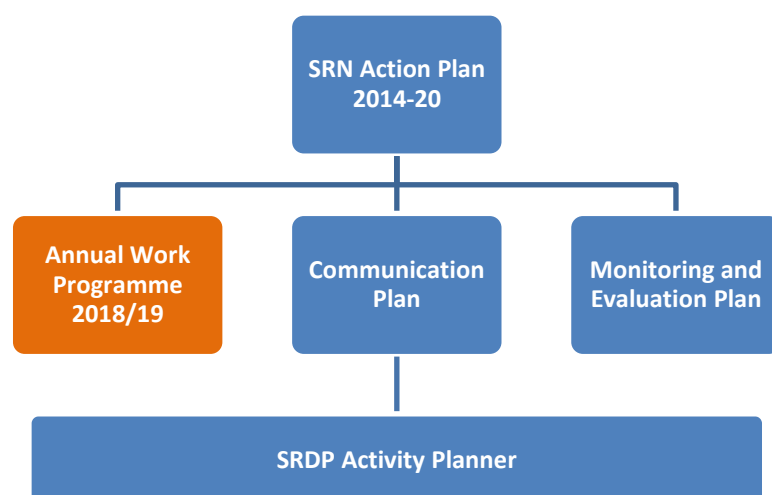 SRN Action Plan
2014-20
Annual Work
Programme
2018/19
Communication
Plan
Monitoring and
Evaluation Plan
SRDP Activity Planner